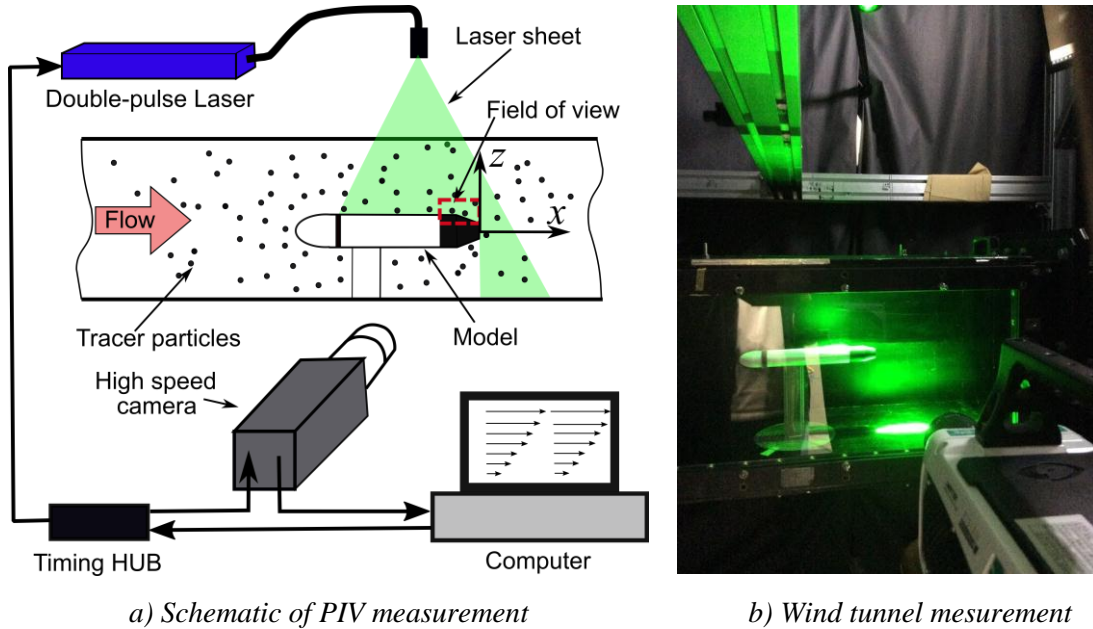 Laser sheet
Double-pulse Laser
Field of view
z
Flow
x
Tracer particles
Model
High speed
camera
Timing HUB
Computer
a) Schematic of PIV measurement
b) Wind tunnel mesurement